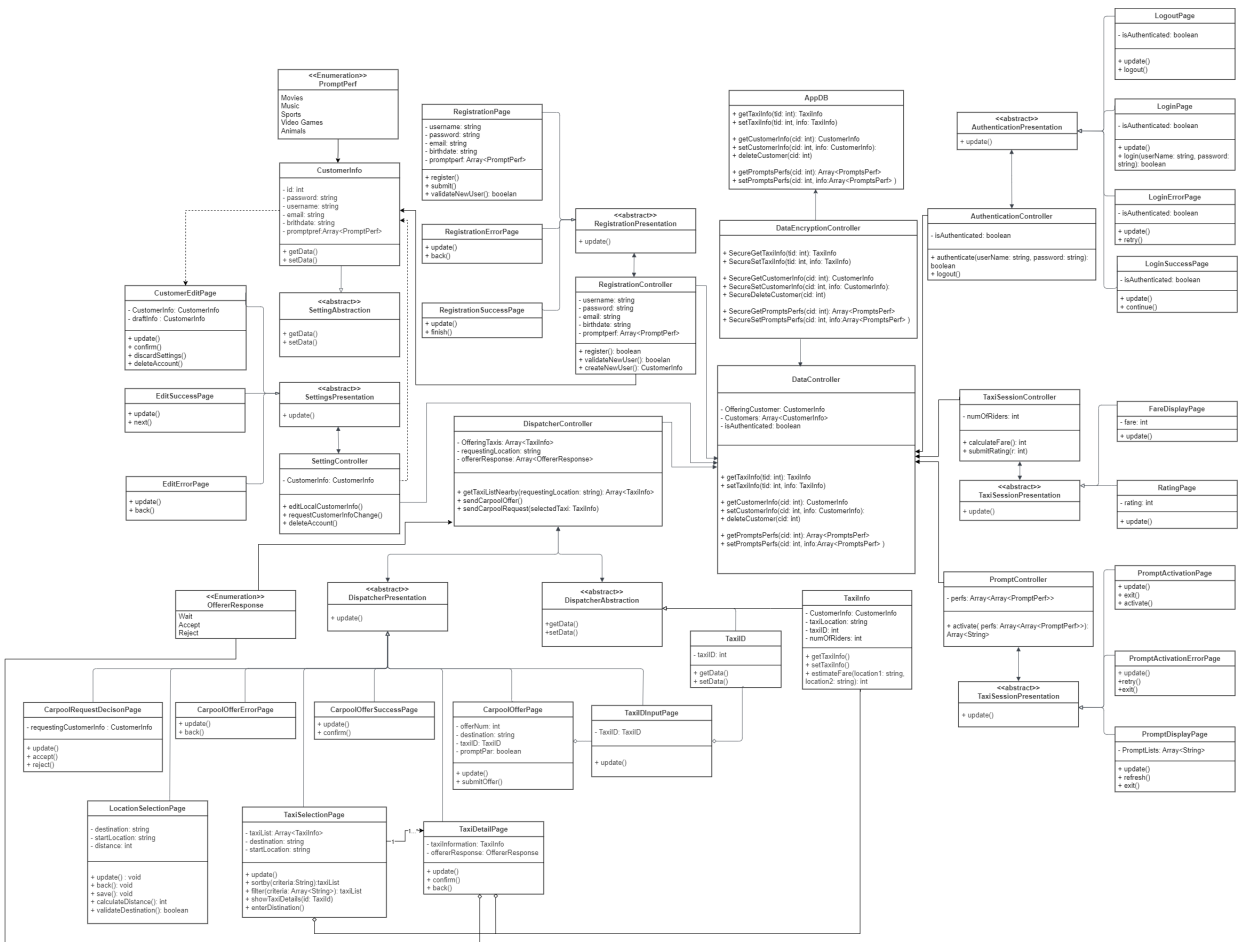 LogoutPage
- isAuthenticated: boolean
+ update()
+ logout()
<<Enumeration>>
PromptPerf
Movies
Music
Sports
Video Games
Animals
RegistrationPage
- username: string
- password: string
- email: string
- birthdate: string
- promptperf: Array<PromptPerf>
+ register()
+ submit()
+ validateNewUser(): booelan
AppDB
+ getTaxiInfo(tid: int): TaxiInfo
+ setTaxiInfo(tid: int, info: TaxiInfo)
+ getCustomerInfo(cid: int): CustomerInfo
+ setCustomerInfo(cid: int, info: CustomerInfo):
+ deleteCustomer(cid: int)
+ getPromptsPerfs(cid: int): Array<PromptsPerf>
+ setPromptsPerfs(cid: int, info:Array<PromptsPerf> )
<<abstract>>
AuthenticationPresentation
+ update()
LoginPage
- isAuthenticated: boolean
+ update()
+ login(userName: string, password:
string): boolean
CustomerInfo
- id: int
- password: string
- username: string
- email: string
- birthdate: string
- promptpref:Array<PromptPerf>
+ getData()
+ setData()
RegistrationErrorPage
+ update()
+ back()
<<abstract>>
RegistrationPresentation
+ update()
DataEncryptionController
+ SecureGetTaxiInfo(tid: int): TaxiInfo
+ SecureSetTaxiInfo(tid: int, info: TaxiInfo)
+ SecureGetCustomerInfo(cid: int): CustomerInfo
+ SecureSetCustomerInfo(cid: int, info: CustomerInfo):
+ SecureDeleteCustomer(cid: int)
+ SecureGetPromptsPerfs(cid: int): Array<PromptsPerf>
+ SecureSetPromptsPerfs(cid: int, info:Array<PromptsPerf> )
AuthenticationController
- isAuthenticated: boolean
+ authenticate(userName: string, password: string):
boolean
+ logout()
LoginErrorPage
- isAuthenticated: boolean
+ update()
+ retry()
LoginSuccessPage
- isAuthenticated: boolean
+ update()
+ continue()
CustomerEditPage
- CustomerInfo: CustomerInfo
- draftInfo : CustomerInfo
+ update()
+ confirm()
+ discardSettings()
+ deleteAccount()
<<abstract>>
SettingAbstraction
+ getData()
+ setData()
RegistrationSuccessPage
+ update()
+ finish()
RegistrationController
- username: string
- password: string
- email: string
- birthdate: string
- promptperf: Array<PromptPerf>
+ register(): boolean
+ validateNewUser(): booelan
+ createNewUser(): CustomerInfo
EditSuccessPage
+ update()
+ next()
<<abstract>>
SettingsPresentation
+ update()
DataController
- OfferingCustomer: CustomerInfo
- Customers: Array<CustomerInfo>
- isAuthenticated: boolean
+ getTaxiInfo(tid: int): TaxiInfo
+ setTaxiInfo(tid: int, info: TaxiInfo)
+ getCustomerInfo(cid: int): CustomerInfo
+ setCustomerInfo(cid: int, info: CustomerInfo):
+ deleteCustomer(cid: int)
+ getPromptsPerfs(cid: int): Array<PromptsPerf>
+ setPromptsPerfs(cid: int, info:Array<PromptsPerf> )
TaxiSessionController
- numOfRiders: int
+ calculateFare(): int
+ submitRating(r: int)
FareDisplayPage
- fare: int
+ update()
EditErrorPage
+ update()
+ back()
SettingController
- CustomerInfo: CustomerInfo
+ editLocalCustomerInfo()
+ requestCustomerInfoChange()
+ deleteAccount()
DispatcherController
- OfferingTaxis: Array<TaxiInfo>
- requestingLocation: string
- offererResponse: Array<OffererResponse>
+ getTaxiListNearby(requestingLocation: string): Array<TaxiInfo>
+ sendCarpoolOffer()
+ sendCarpoolRequest(selectedTaxi: TaxiInfo)
<<abstract>>
TaxiSessionPresentation
+ update()
RatingPage
- rating: int
+ update()
<<Enumeration>>
OffererResponse
Wait
Accept
Reject
<<abstract>>
DispatcherPresentation
+ update()
<<abstract>>
DispatcherAbstraction
+getData()
+setData()
TaxiInfo
- CustomerInfo: CustomerInfo
- taxiLocation: string
- taxiID: int
- numOfRiders: int
+ getTaxiInfo()
+ setTaxiInfo()
+ estimateFare(location1: string,
location2: string): int
PromptController
- perfs: Array<Array<PromptPerf>>
+ activate( perfs: Array<Array<PromptPerf>>):
Array<String>
PromptActivationPage
+ update()
+ exit()
+ activate()
TaxiID
- taxiID: int
+ getData()
+ setData()
<<abstract>>
TaxiSessionPresentation
+ update()
PromptActivationErrorPage
+ update()
+retry()
+exit()
CarpoolRequestDecisonPage
- requestingCustomerInfo : CustomerInfo
+ update()
+ accept()
+ reject()
CarpoolOfferErrorPage
+ update()
+ back()
CarpoolOfferSuccessPage
+ update()
+ confirm()
CarpoolOfferPage
- offerNum: int
- destination: string
- taxiID: TaxiID
- promptPar: boolean
+ update()
+ submitOffer()
TaxiIDInputPage
- TaxiID: TaxiID
+ update()
PromptDisplayPage
- PromptLists: Array<String>
+ update()
+ refresh()
+ exit()
LocationSelectionPage
- destination: string
- startLocation: string
- distance: int
+ update() : void
+ back(): void
+ save(): void
+ calculateDistance(): int
+ validateDestination(): boolean
TaxiSelectionPage
- taxiList: Array<TaxiInfo>
- destination: string
- startLocation: string
+ update()
+ sortby(criteria:String):taxiList
+ filter(criteria: Array<String>): taxiList
+ showTaxiDetails(id: TaxiId)
+ enterDistination()
1
1...
TaxiDetailPage
- taxiInformation: TaxiInfo
- offererResponse: OffererResponse
+ update()
+ confirm()
+ back()